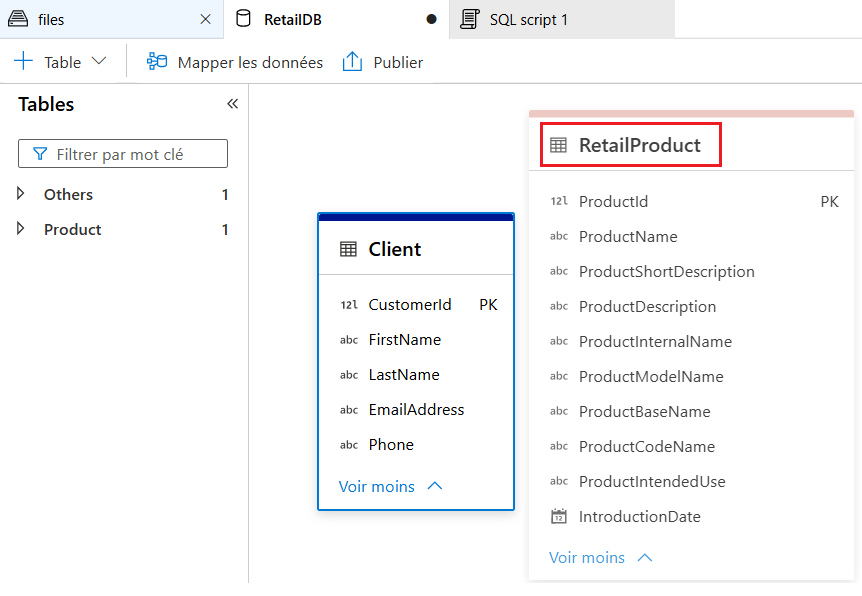 files
RetailDB
SQL script 1
Table
Mapper les données
Publier
Tables
Filtrer par mot clé
Others 1
Product 1
Client
12l CustomerId PK
abc FirstName
abc LastName
abc EmailAddress
abc Phone
Voir moins
RetailProduct
12l ProductId PK
abc ProductName
abc ProductShortDescription
abc ProductDescription
abc ProductInternalName
abc ProductModelName
abc ProductBaseName
abc ProductCodeName
abc ProductIntendedUse
12 IntroductionDate
Voir moins